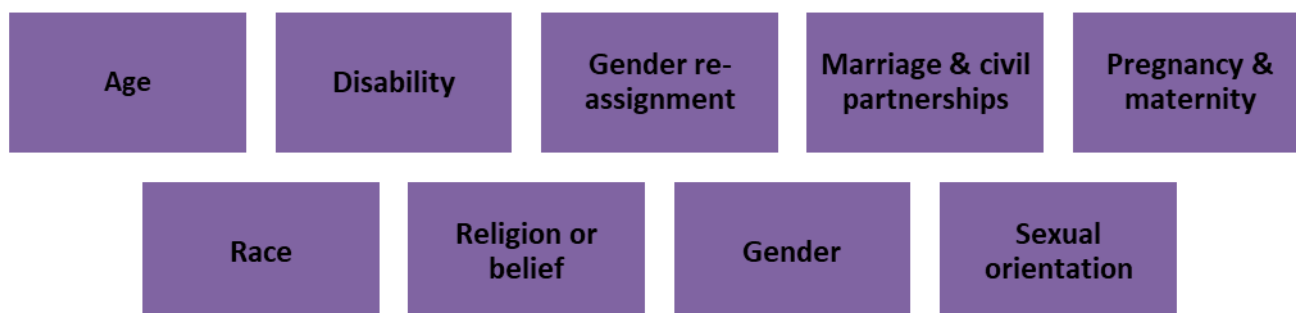 Age
Disability
Gender re-
assignment
Marriage & civil
partnerships
Pregnancy &
maternity
Race
Religion or
belief
Gender
Sexual
orientation